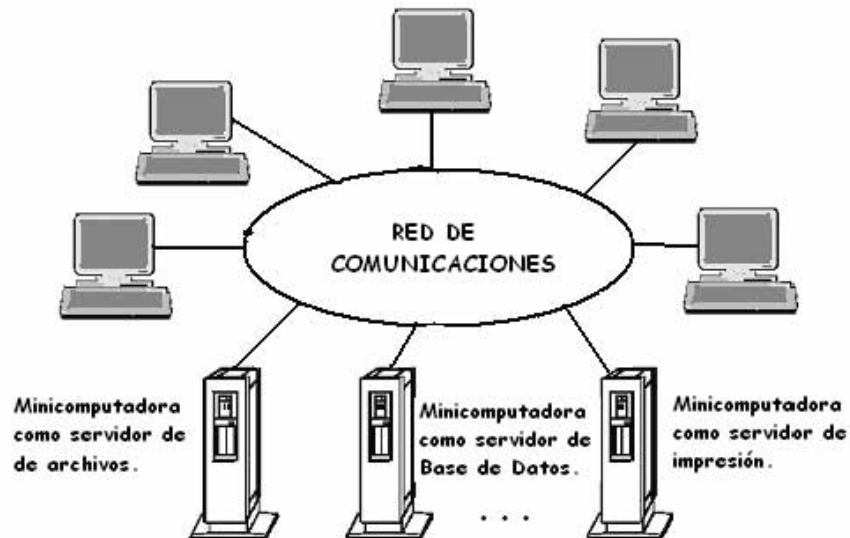 RED DE
COMUNICACIONES
Minicomputadora
como servidor de
de archivos.
Minicomputadora
como servidor de
Base de Datos.
Minicomputadora
como servidor de
impresión.
. . .